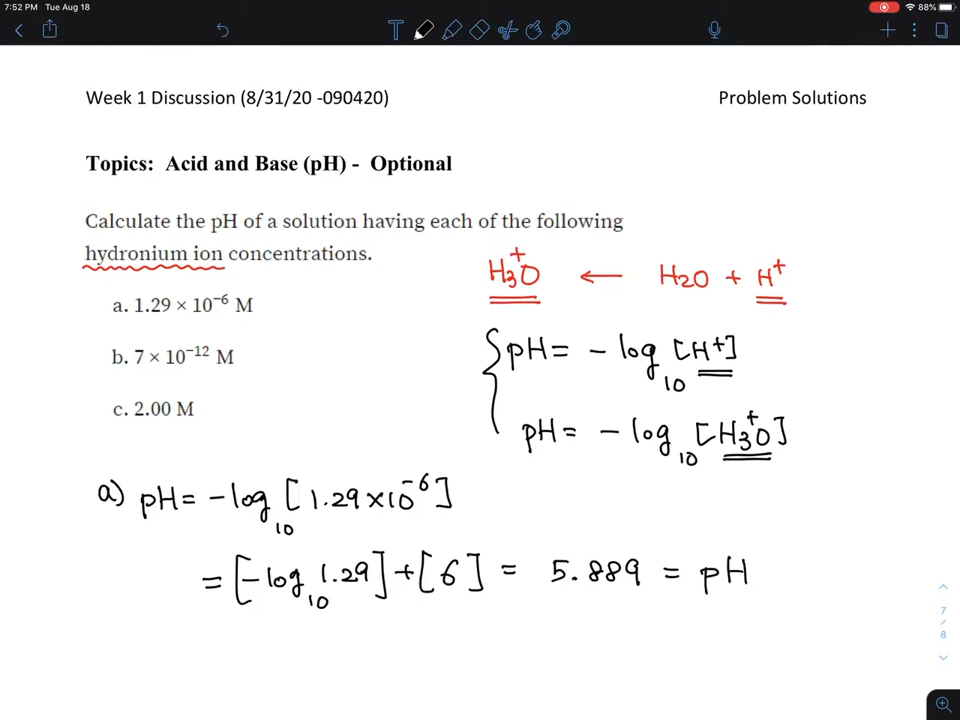 7:52 PM Tue Aug 18
88%
T
Week 1 Discussion (8/31/20 -090420) Problem Solutions
Topics: Acid and Base (pH) - Optional
Calculate the pH of a solution having each of the following
hydronium ion concentrations.
H₃O⁺ ← H₂O + H⁺
a. 1.29 × 10⁻⁶ M
pH = - log₁₀ [H⁺]
b. 7 × 10⁻¹² M
c. 2.00 M
pH = - log₁₀ [H₃O⁺]
a) pH = -log₁₀ [1.29×10⁻⁶]
= [-log₁₀ 1.29] + [6] = 5.889 = pH
7
/
8